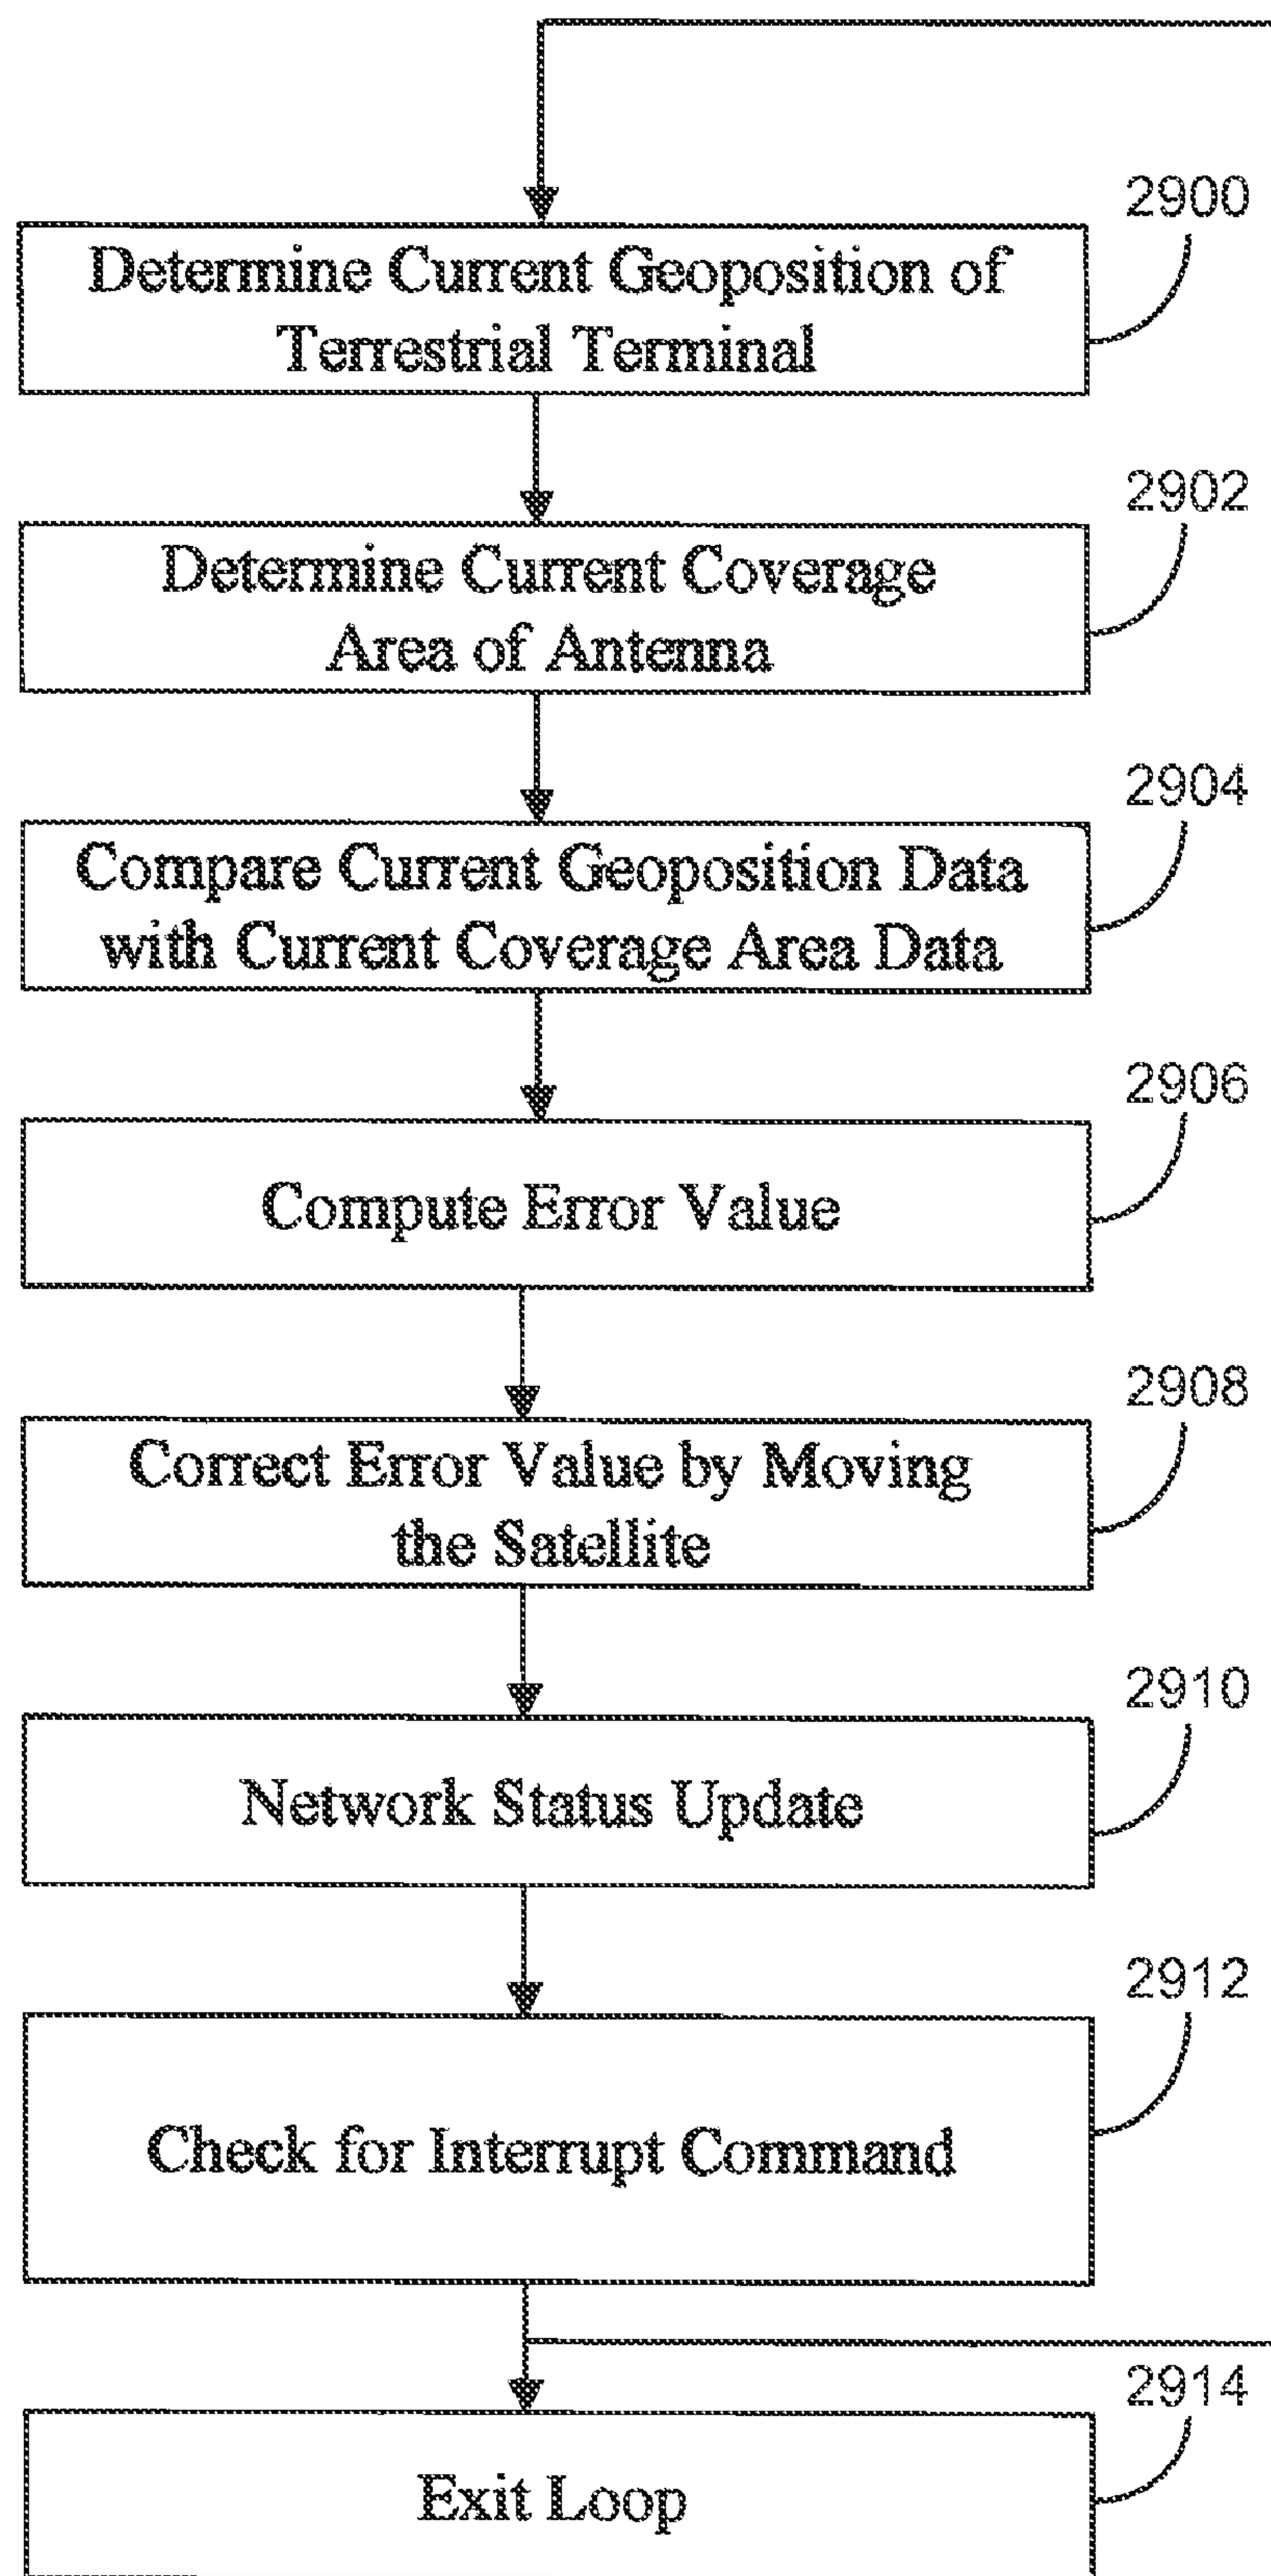 2900
Determine Current Geoposition of
Terrestrial Terminal
2902
Determine Current Coverage
Area of Antenna
2904
Compare Current Geoposition Data
with Current Coverage Area Data
2906
Compute Error Value
2908
Correct Error Value by Moving
the Satellite
2910
Network Status Update
2912
Check for Interrupt Command
2914
Exit Loop